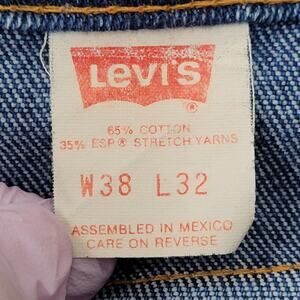 Levi's
®
65% COTTON
35% ESP® STRETCH YARNS
W38 L32
ASSEMBLED IN MEXICO
CARE ON REVERSE